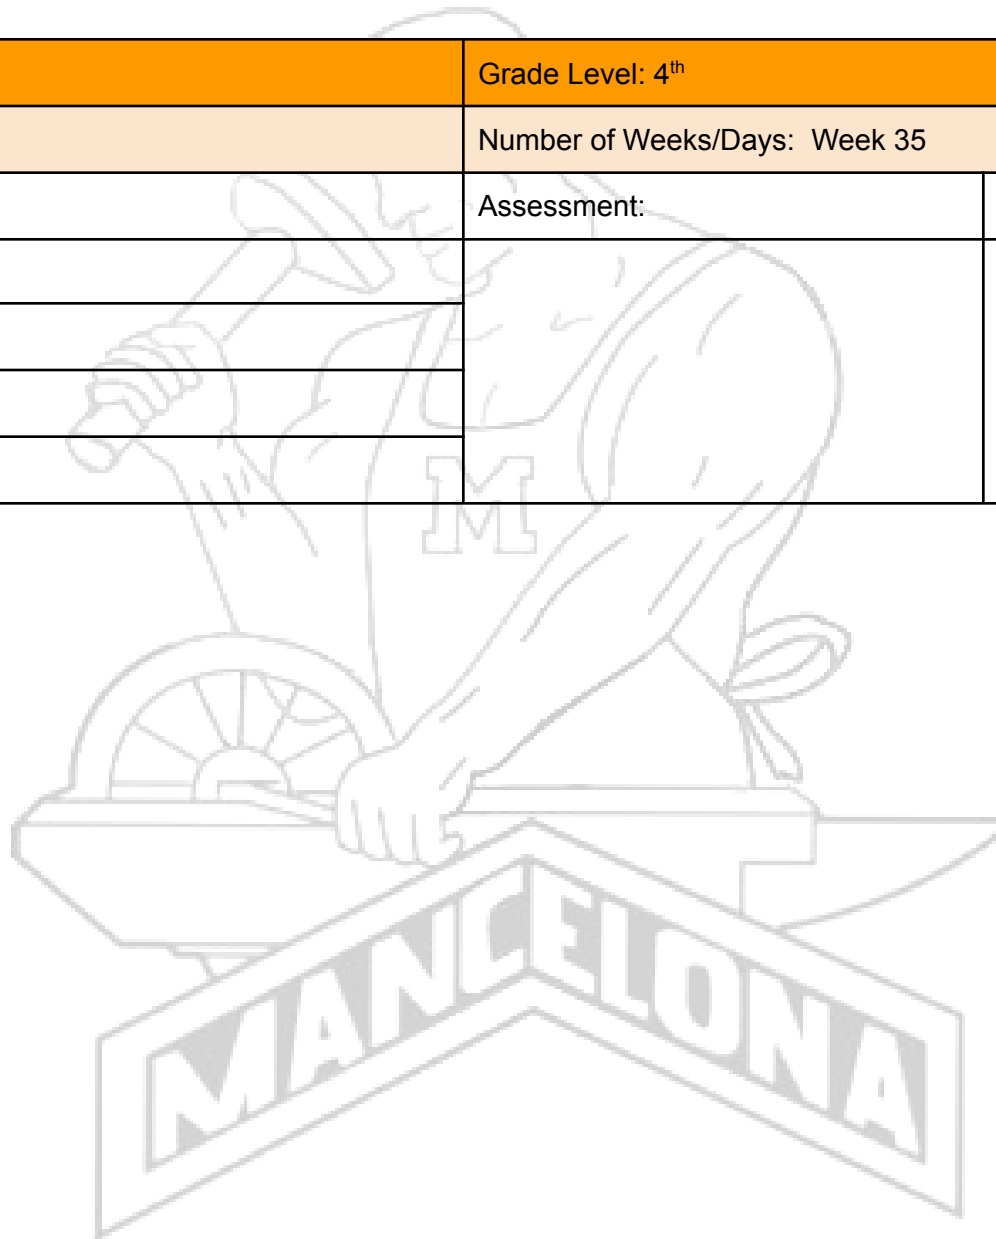 Grade Level: 4th
Number of Weeks/Days: Week 35
Assessment:
M
MANCELONA